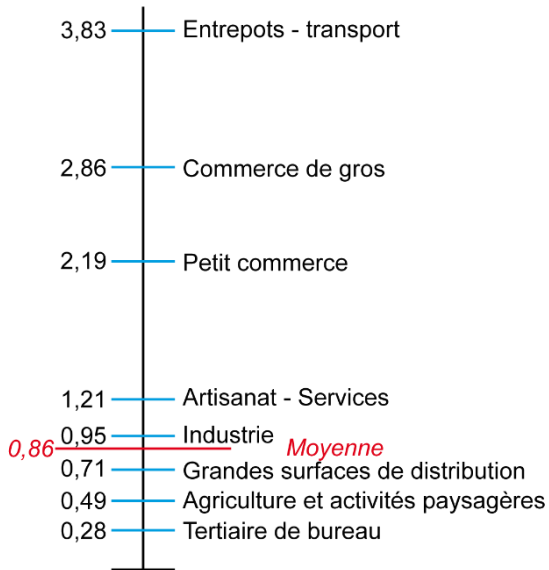 3,83 Entrepots - transport
2,86 Commerce de gros
2,19 Petit commerce
1,21 Artisanat - Services
0,95 Industrie
0,86 Moyenne
0,71 Grandes surfaces de distribution
0,49 Agriculture et activités paysagères
0,28 Tertiaire de bureau